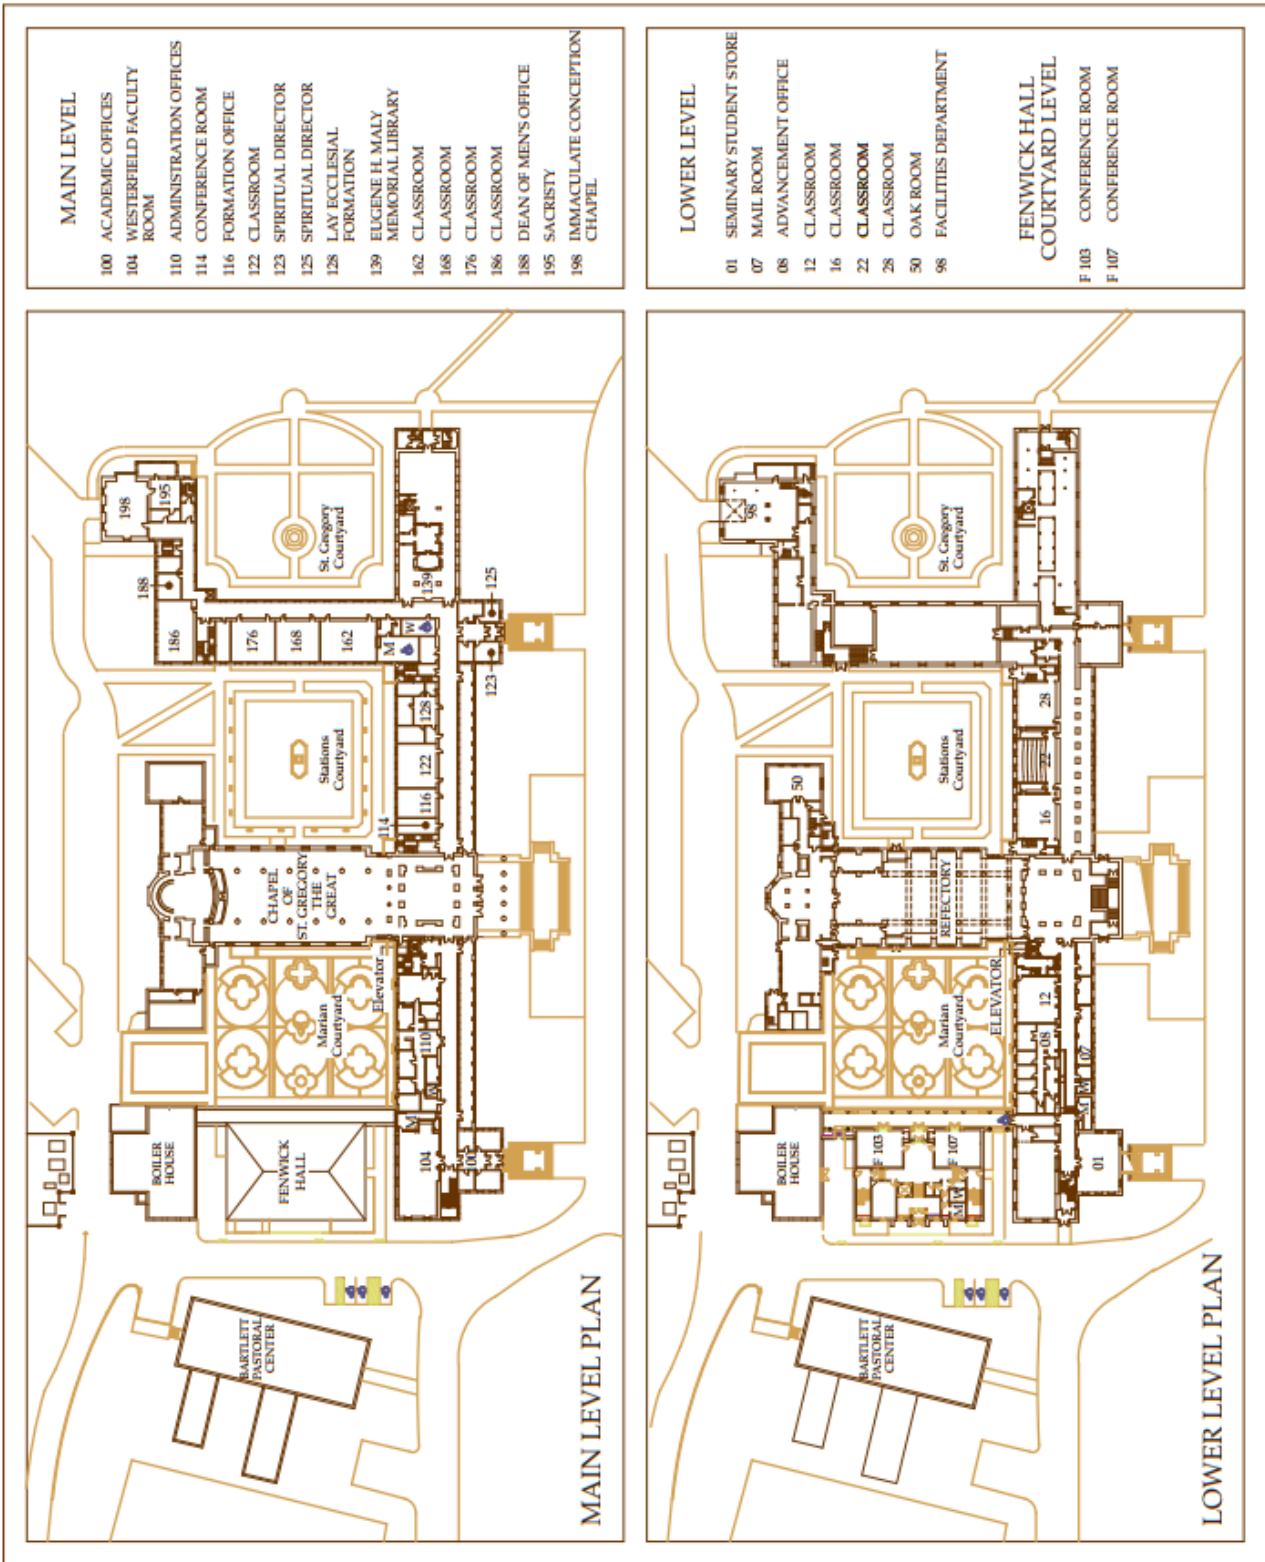 MAIN LEVEL
100 ACADEMIC OFFICES
104 WESTERFIELD FACULTY
ROOM
110 ADMINISTRATION OFFICES
114 CONFERENCE ROOM
116 FORMATION OFFICE
122 CLASSROOM
123 SPIRITUAL DIRECTOR
125 SPIRITUAL DIRECTOR
128 LAY ECCLESIAL
FORMATION
139 EUGENE H. MALY
MEMORIAL LIBRARY
162 CLASSROOM
168 CLASSROOM
176 CLASSROOM
186 CLASSROOM
188 DEAN OF MEN'S OFFICE
195 SACRISTY
198 IMMACULATE CONCEPTION
CHAPEL
BOILER
HOUSE
FENWICK
HALL
BARTLETT
PASTORAL
CENTER
CHAPEL
OF
ST. GREGORY
THE
GREAT
Marian
Courtyard
Elevator
Stations
Courtyard
St. Gregory
Courtyard
104
M
100
W
110
114
116
122
128
123
125
139
M
W
162
168
176
186
188
195
198
MAIN LEVEL PLAN
LOWER LEVEL
01 SEMINARY STUDENT STORE
07 MAIL ROOM
08 ADVANCEMENT OFFICE
12 CLASSROOM
16 CLASSROOM
22 CLASSROOM
28 CLASSROOM
50 OAK ROOM
98 FACILITIES DEPARTMENT
FENWICK HALL
COURTYARD LEVEL
F 103 CONFERENCE ROOM
F 107 CONFERENCE ROOM
BOILER
HOUSE
BARTLETT
PASTORAL
CENTER
F 103
F 107
M
W
REFECTORY
Marian
Courtyard
ELEVATOR
Stations
Courtyard
St. Gregory
Courtyard
01
M
W
07
08
12
16
22
28
50
98
LOWER LEVEL PLAN